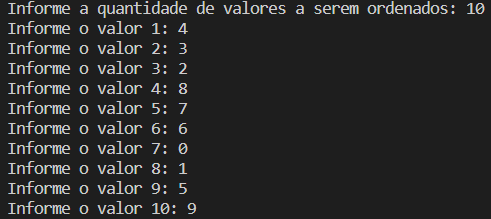 Informe a quantidade de valores a serem ordenados: 10
Informe o valor 1: 4
Informe o valor 2: 3
Informe o valor 3: 2
Informe o valor 4: 8
Informe o valor 5: 7
Informe o valor 6: 6
Informe o valor 7: 0
Informe o valor 8: 1
Informe o valor 9: 5
Informe o valor 10: 9